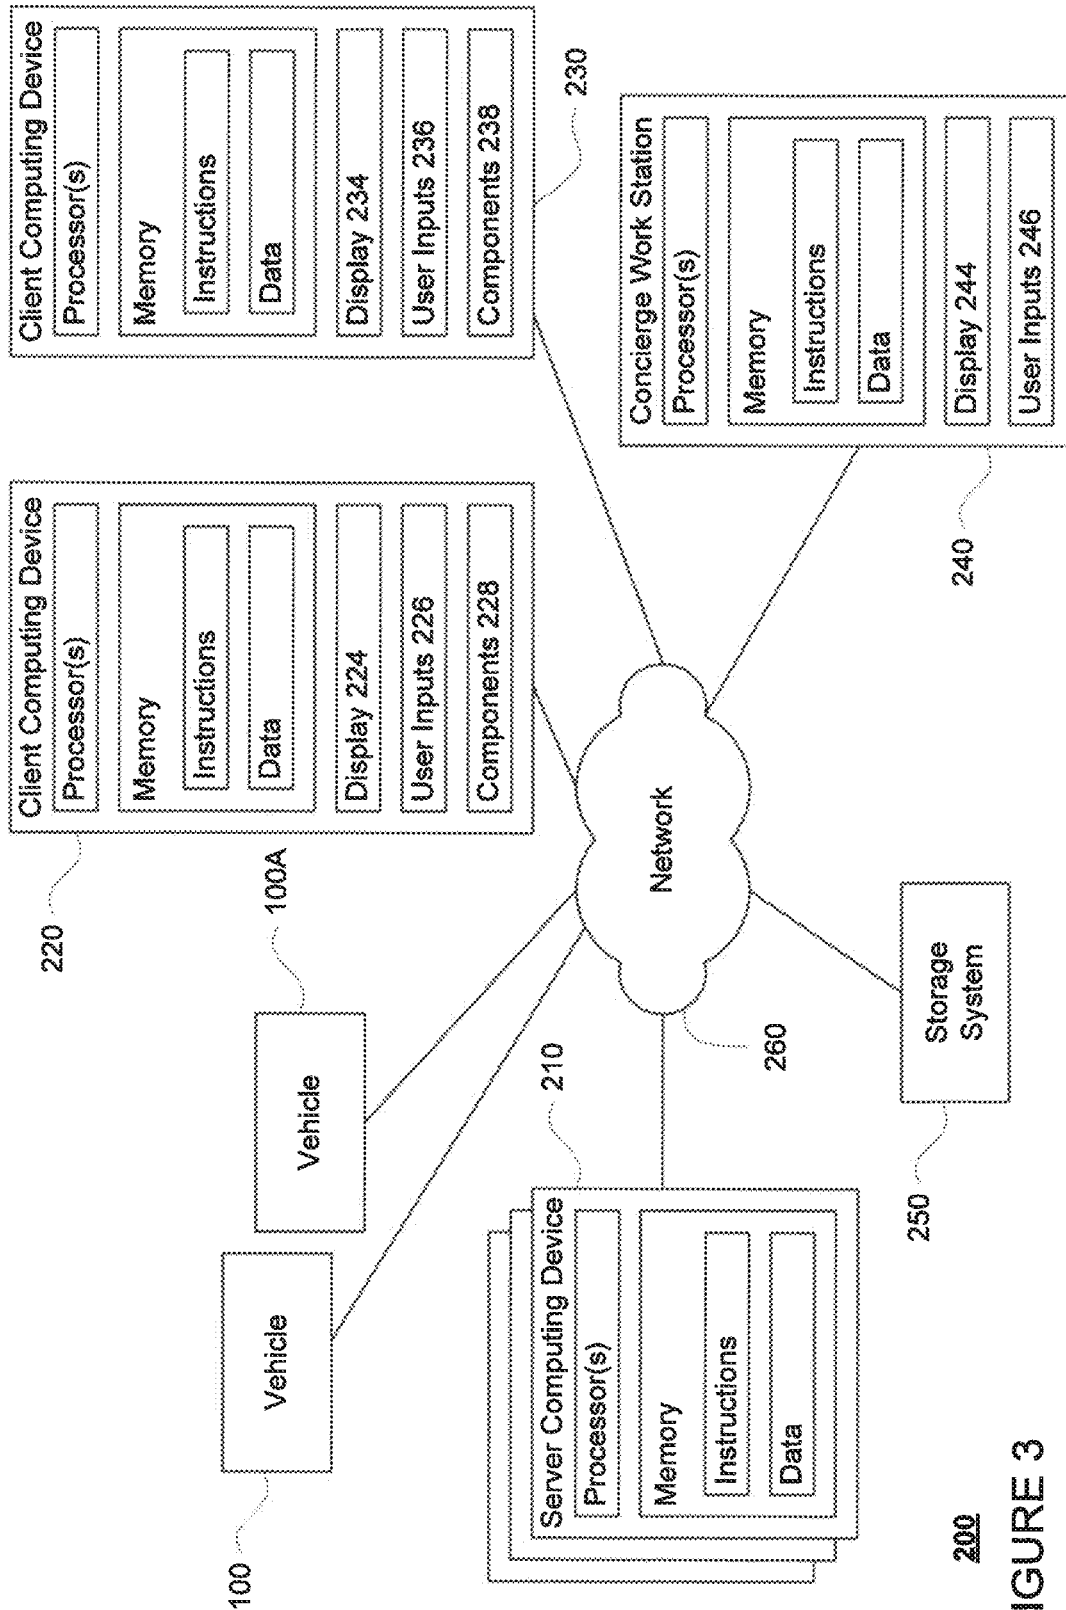 100
Vehicle
100A
Vehicle
220
Client Computing Device
Processor(s)
Memory
Instructions
Data
Display 224
User Inputs 226
Components 228
Client Computing Device
Processor(s)
Memory
Instructions
Data
Display 234
User Inputs 236
Components 238
230
210
Server Computing Device
Processor(s)
Memory
Instructions
Data
Network
260
Storage
System
250
240
Concierge Work Station
Processor(s)
Memory
Instructions
Data
Display 244
User Inputs 246
200
IGURE 3